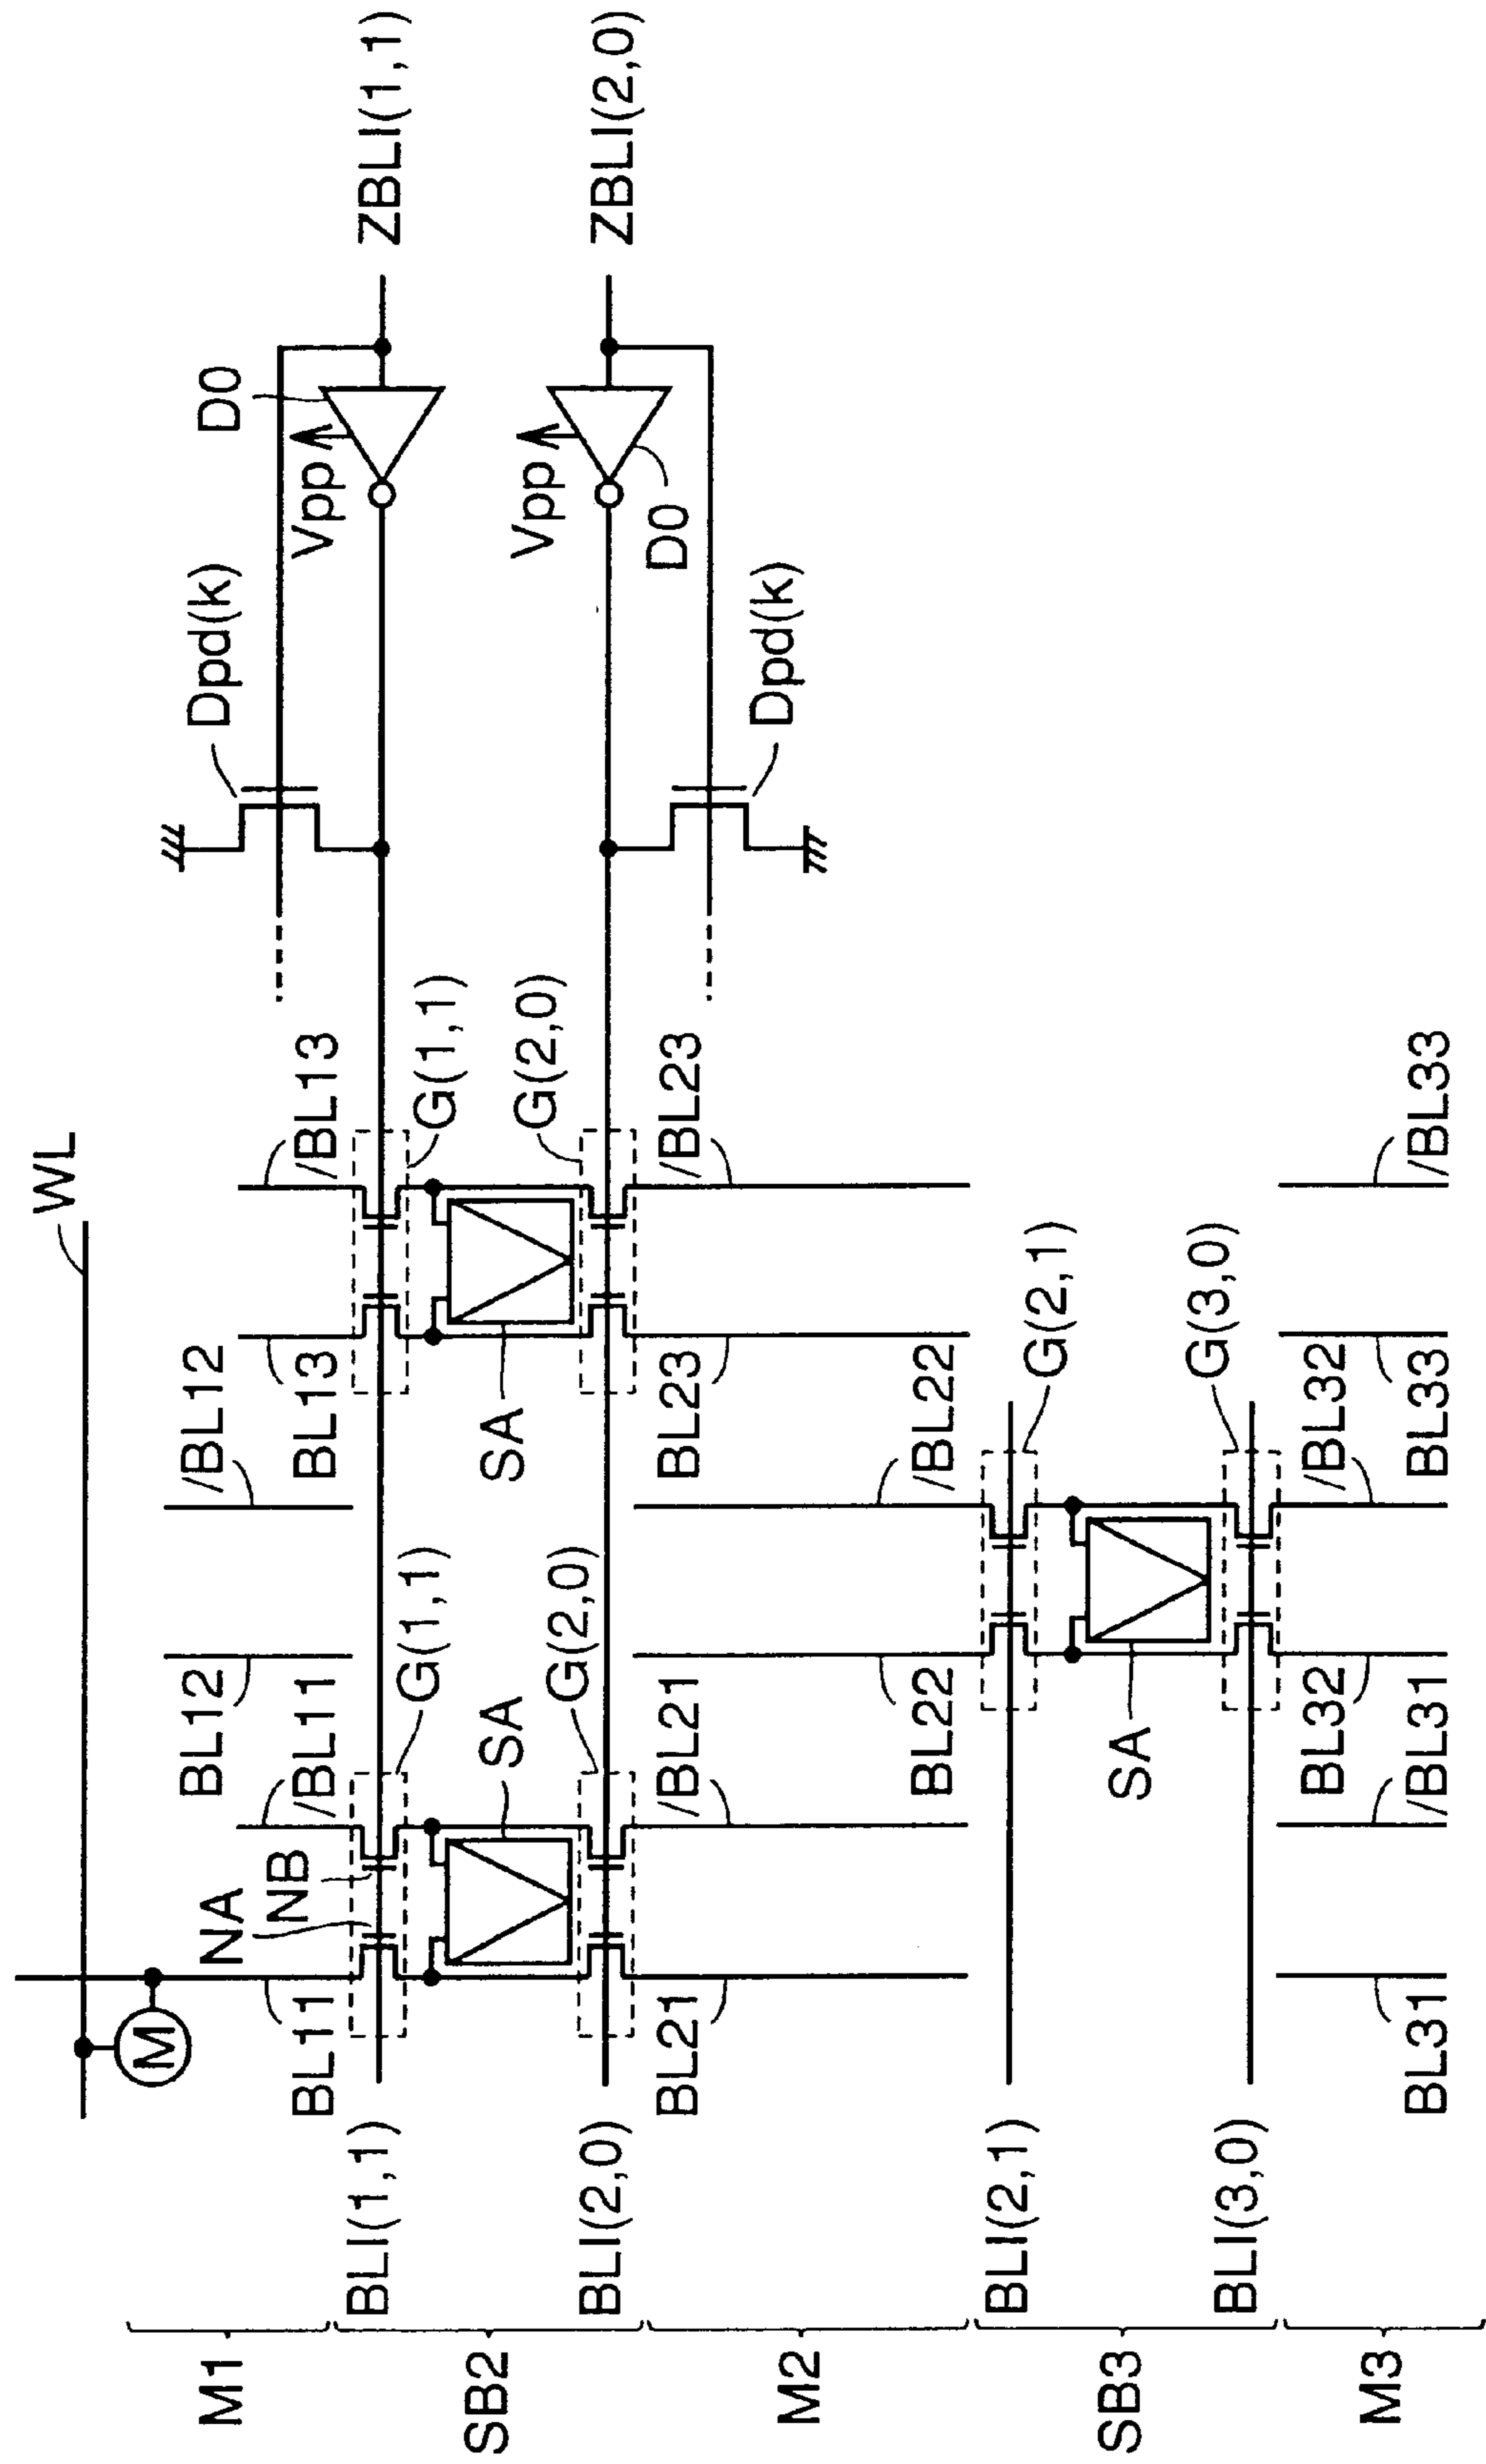 WL
M1
M
NA
NB
BL11
/BL11
BL12
/BL12
BL13
/BL13
Dpd(k)
Vpp
D0
BLI(1,1)
G(1,1)
G(1,1)
ZBLI(1,1)
SB2
SA
SA
BLI(2,0)
G(2,0)
G(2,0)
Vpp
D0
ZBLI(2,0)
Dpd(k)
M2
BL21
/BL21
BL22
/BL22
BL23
/BL23
BLI(2,1)
G(2,1)
SB3
SA
BLI(3,0)
G(3,0)
M3
BL31
/BL31
BL32
/BL32
BL33
/BL33